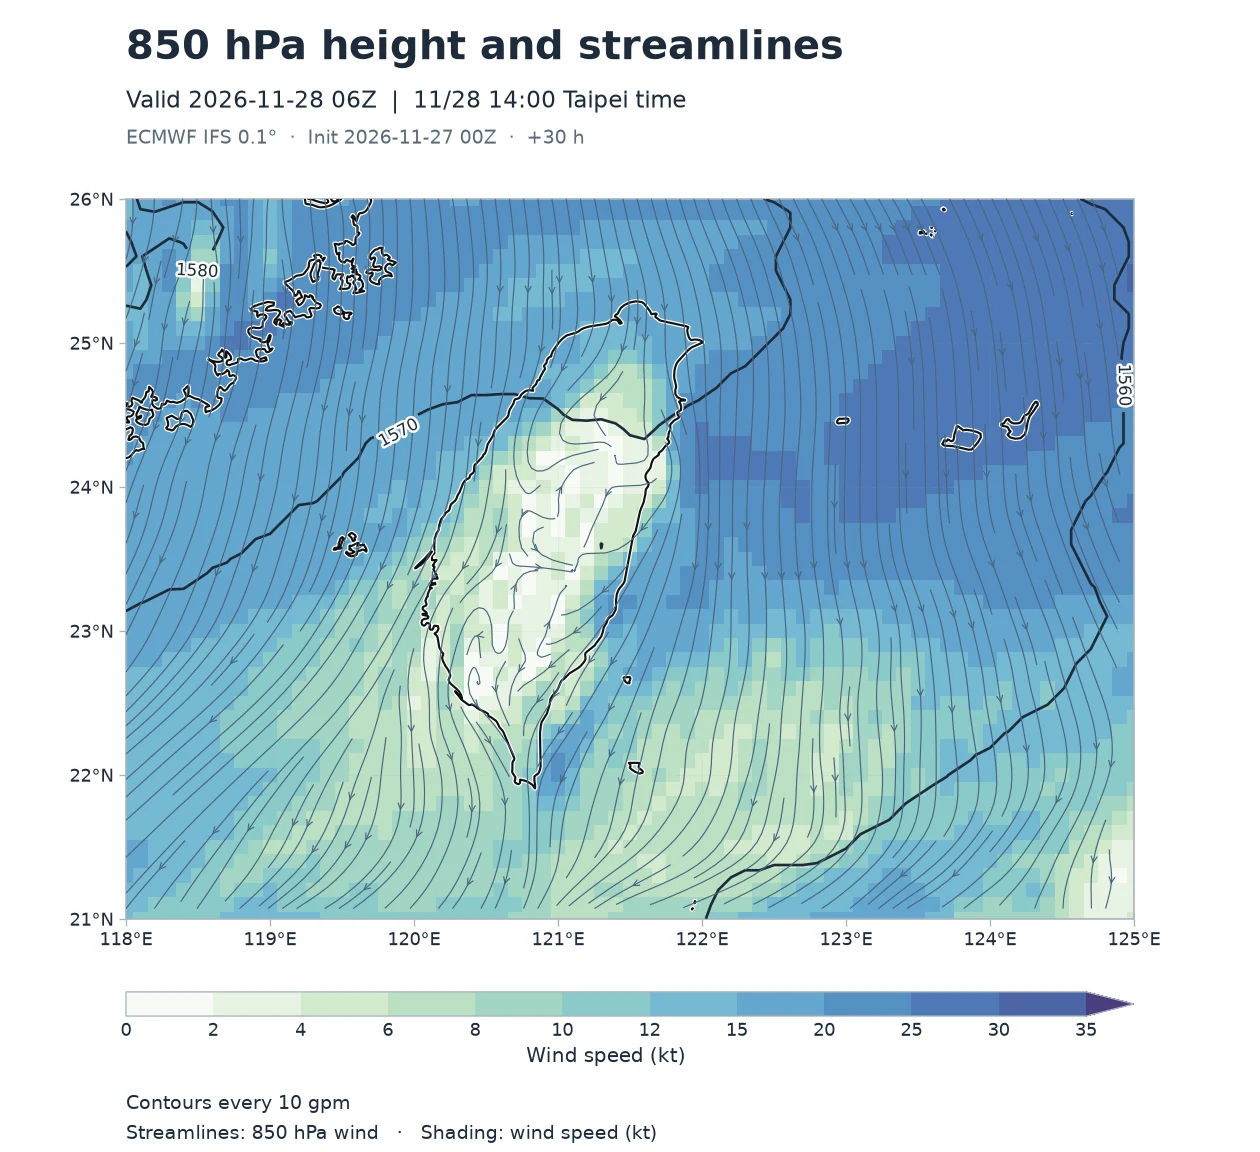 850 hPa height and streamlines
Valid 2026-11-28 06Z | 11/28 14:00 Taipei time
ECMWF IFS 0.1° · Init 2026-11-27 00Z · +30 h
26°N
25°N
24°N
23°N
22°N
21°N
1580
1570
1560
118°E 119°E 120°E 121°E 122°E 123°E 124°E 125°E
0 2 4 6 8 10 12 15 20 25 30 35
Wind speed (kt)
Contours every 10 gpm
Streamlines: 850 hPa wind · Shading: wind speed (kt)